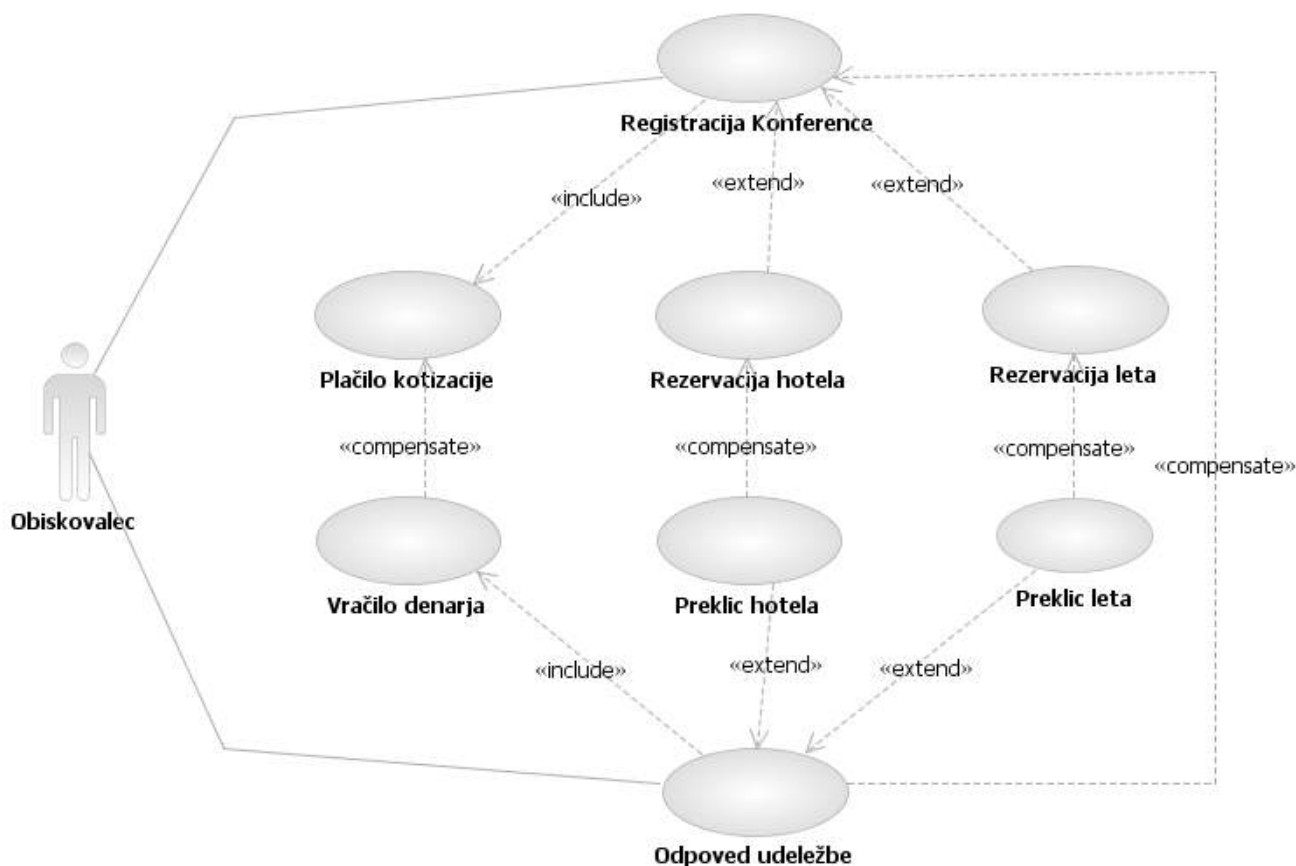 Registracija Konference
«include»
«extend»
«extend»
Plačilo kotizacije
Rezervacija hotela
Rezervacija leta
«compensate»
«compensate»
«compensate»
«compensate»
Obiskovalec
Vračilo denarja
Preklic hotela
Preklic leta
«include»
«extend»
«extend»
Odpoved udeležbe